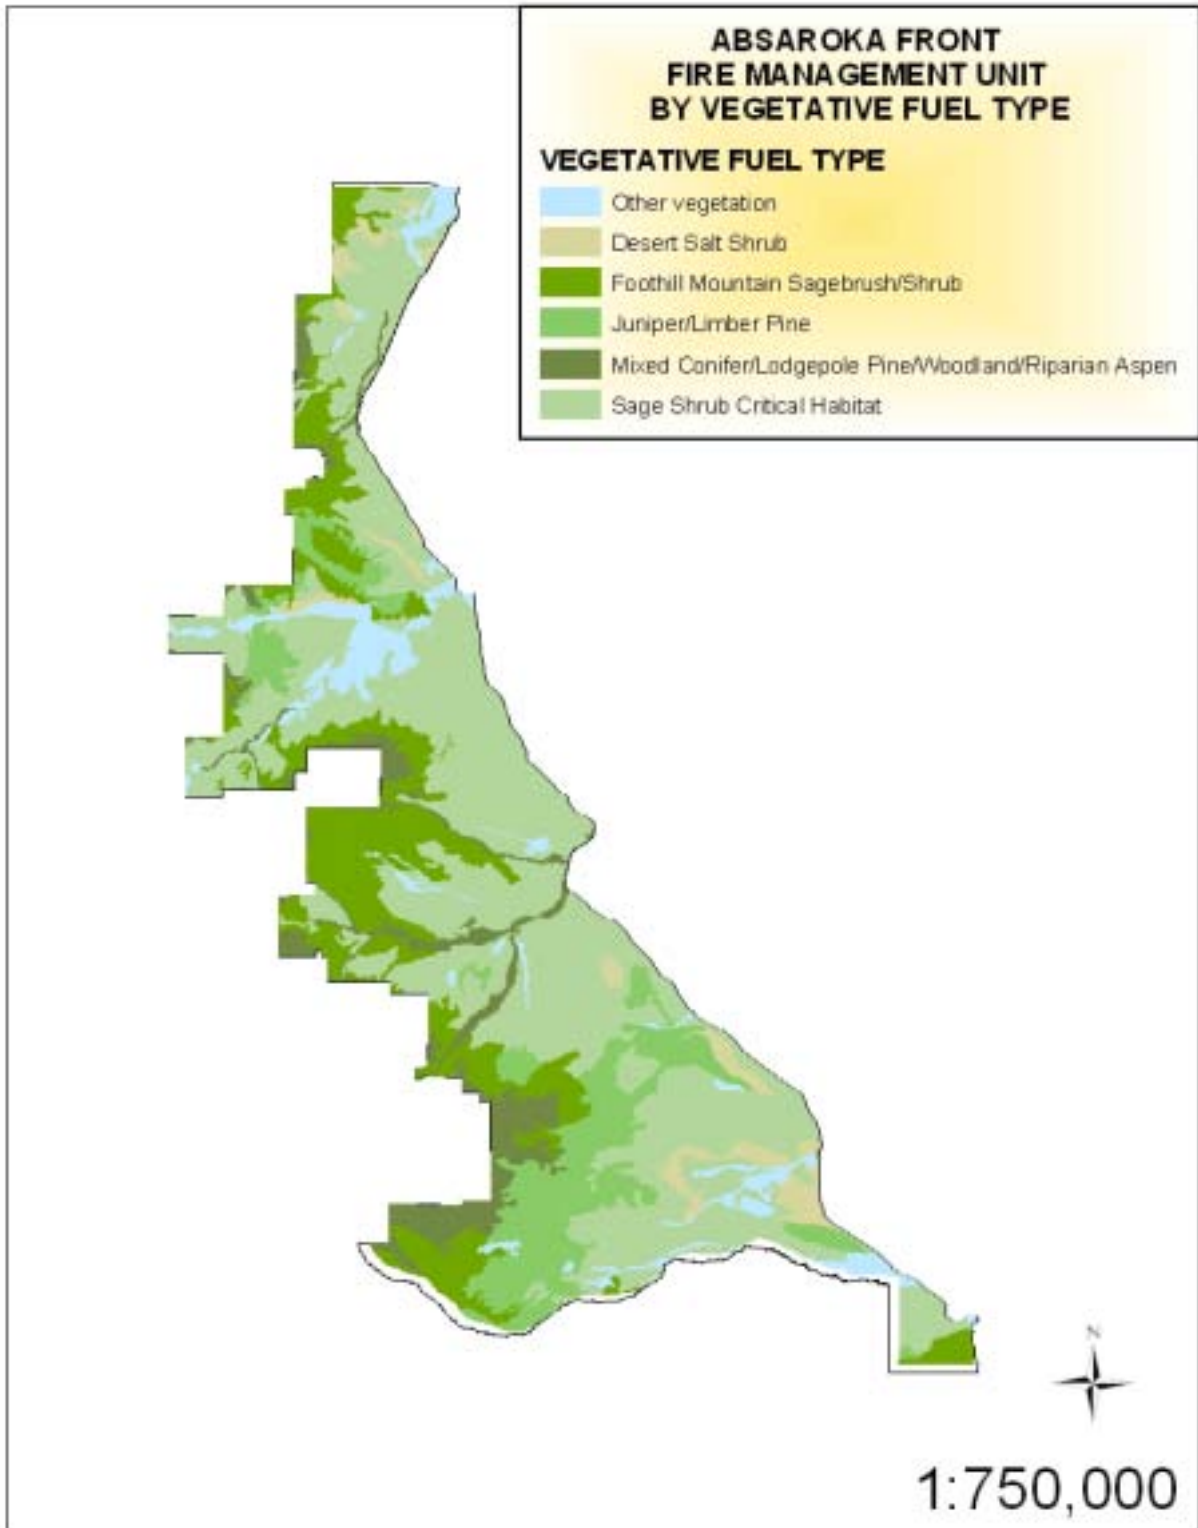 ABSAROKA FRONT
FIRE MANAGEMENT UNIT
BY VEGETATIVE FUEL TYPE
VEGETATIVE FUEL TYPE
Other vegetation
Desert Salt Shrub
Foothill Mountain Sagebrush/Shrub
Juniper/Limber Pine
Mixed Conifer/Lodgepole Pine/Woodland/Riparian Aspen
Sage Shrub Critical Habitat
N
1:750,000